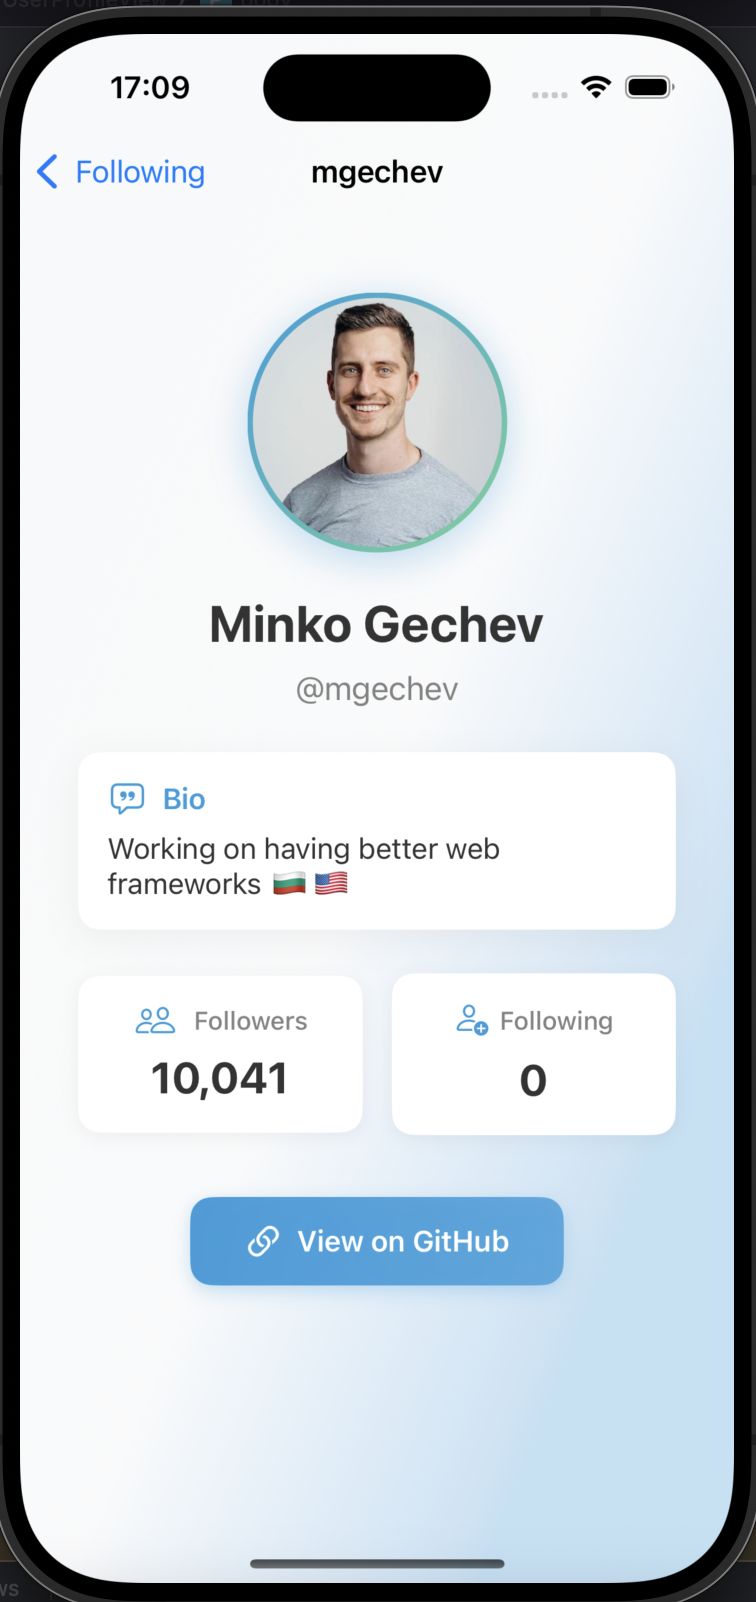 17:09
Following
mgechev
Minko Gechev
@mgechev
Bio
Working on having better web
frameworks 🇧🇬 🇺🇸
Followers
10,041
Following
0
View on GitHub